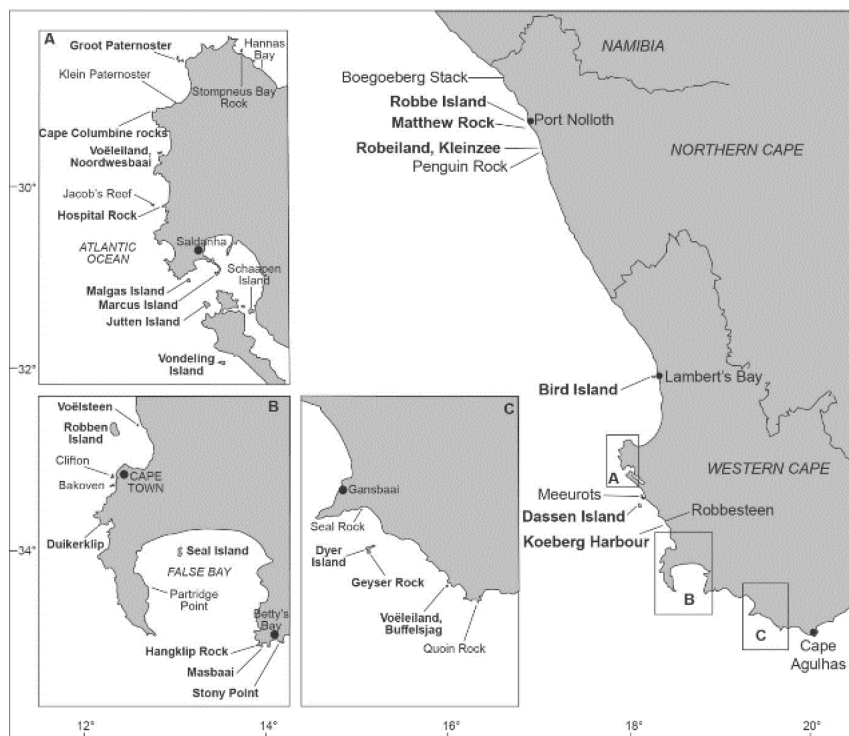 A
Groot Paternoster
Hannas
Bay
Klein Paternoster
Stompneus Bay
Rock
Cape Columbine rocks
Voëleiland,
Noordwesbaai
Jacob's Reef
Hospital Rock
ATLANTIC
OCEAN
Saldanha
Schaapen
Island
Malgas Island
Marcus Island
Jutten Island
Vondeling
Island
B
Voëlsteen
Robben
Island
Clifton
Bakoven
CAPE
TOWN
Duikerklip
Seal Island
FALSE BAY
Partridge
Point
Betty's
Bay
Hangklip Rock
Masbaai
Stony Point
C
Gansbaai
Seal Rock
Dyer
Island
Geyser Rock
Voëleiland,
Buffelsjag
Quoin Rock
NAMIBIA
Boegoeberg Stack
Robbe Island
Port Nolloth
Matthew Rock
Robeiland, Kleinzee
Penguin Rock
NORTHERN CAPE
Bird Island
Lambert's Bay
WESTERN CAPE
A
Meeurots
Robbesteen
Dassen Island
Koeberg Harbour
B
C
Cape
Agulhas
30°
32°
34°
12°
14°
16°
18°
20°